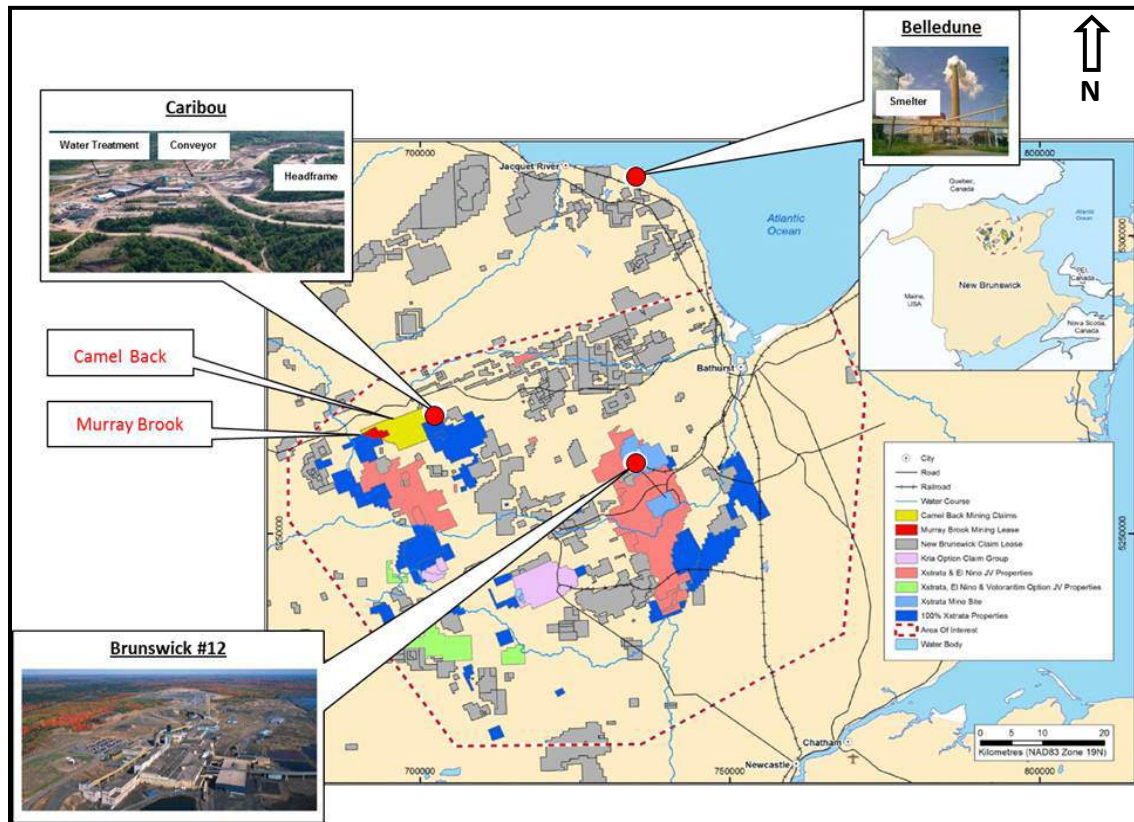 Belledune
Smelter
N
Caribou
Water Treatment
Conveyor
Headframe
700000
800000
Jacquet River
Atlantic
Ocean
Quebec,
Canada
Atlantic
Ocean
New Brunswick
PEI,
Canada
Maine,
USA
Nova Scotia,
Canada
5300000
Camel Back
Murray Brook
Bathurst
5250000
5250000
City
Road
Railroad
Water Course
Camel Back Mining Claims
Murray Brook Mining Lease
New Brunswick Claim Lease
Kria Option Claim Group
Xstrata & El Nino JV Properties
Xstrata, El Nino & Votorantim Option JV Properties
Xstrata Mine Site
100% Xstrata Properties
Area Of Interest
Water Body
Brunswick #12
Chatham
Newcastle
0 5 10 20
Kilometres (NAD83 Zone 19N)
700000
750000
800000